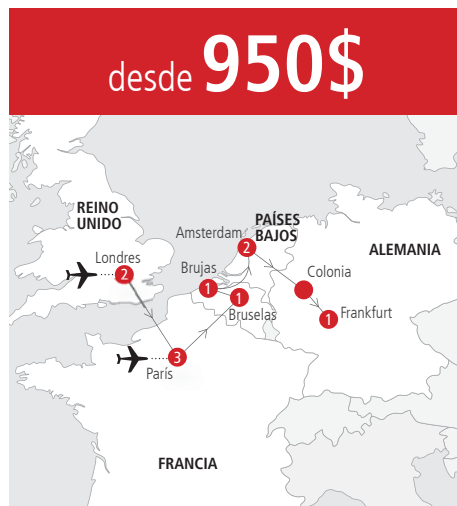 desde 950$
REINO
UNIDO
Londres
2
PAÍSES
BAJOS
Amsterdam
2
ALEMANIA
Brujas
1
1
Bruselas
Colonia
1
Frankfurt
3
París
FRANCIA